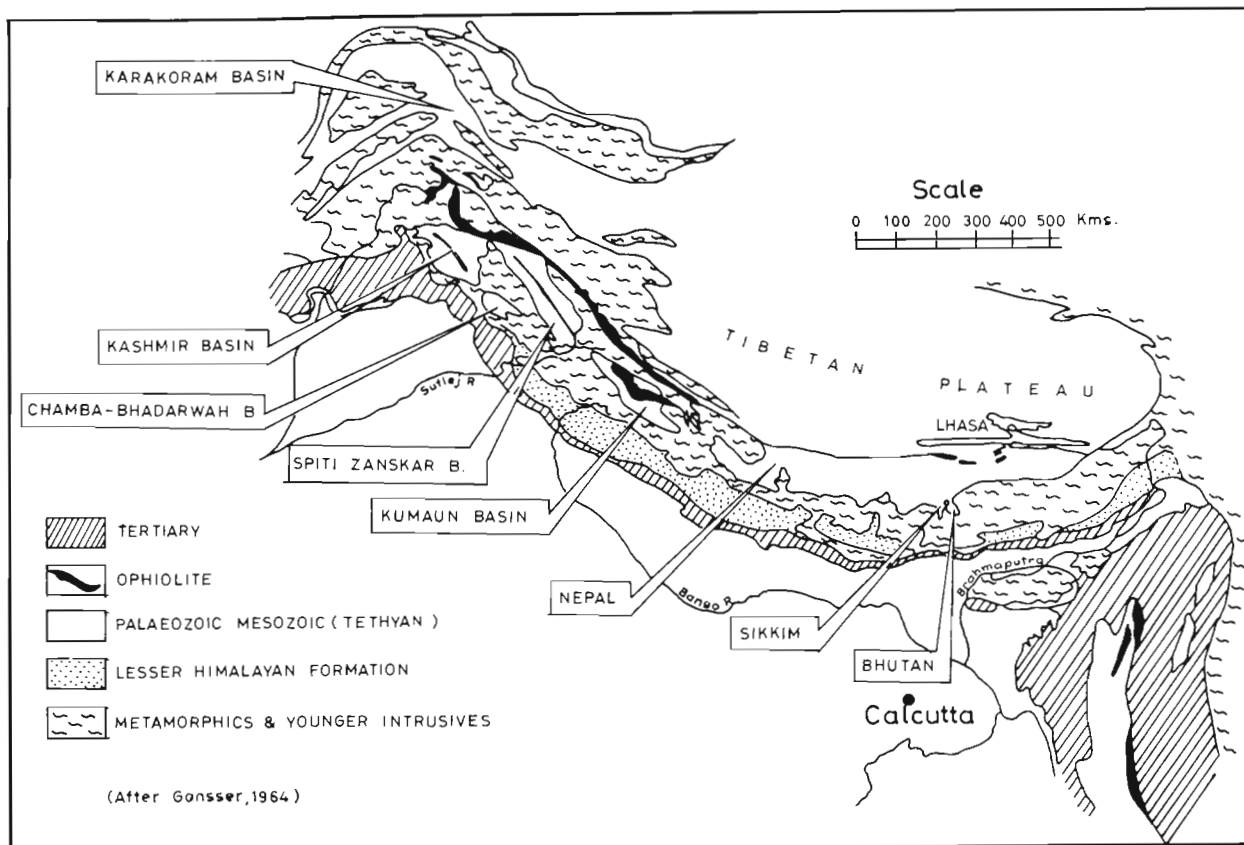 KARAKORAM BASIN
Scale
0 100 200 300 400 500 Kms.
KASHMIR BASIN
TIBETAN
PLATEAU
Sutlej R
CHAMBA-BHADARWAH B
LHASA
SPITI ZANSKAR B.
KUMAUN BASIN
TERTIARY
OPHIOLITE
Brahmaputra
NEPAL
Banga R
PALAEOZOIC MESOZOIC (TETHYAN)
SIKKIM
BHUTAN
LESSER HIMALAYAN FORMATION
Calcutta
METAMORPHICS & YOUNGER INTRUSIVES
(After Gansser, 1964)